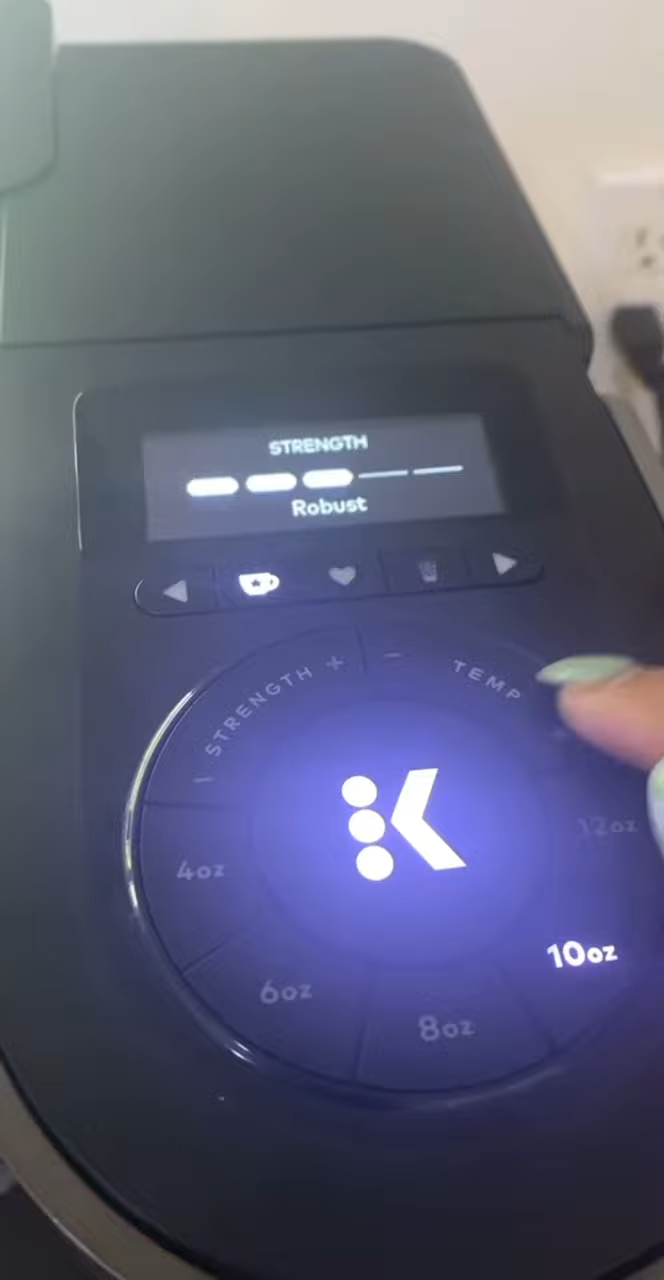 STRENGTH
Robust
– STRENGTH +
– TEMP
4oz
6oz
8oz
10oz
12oz
K